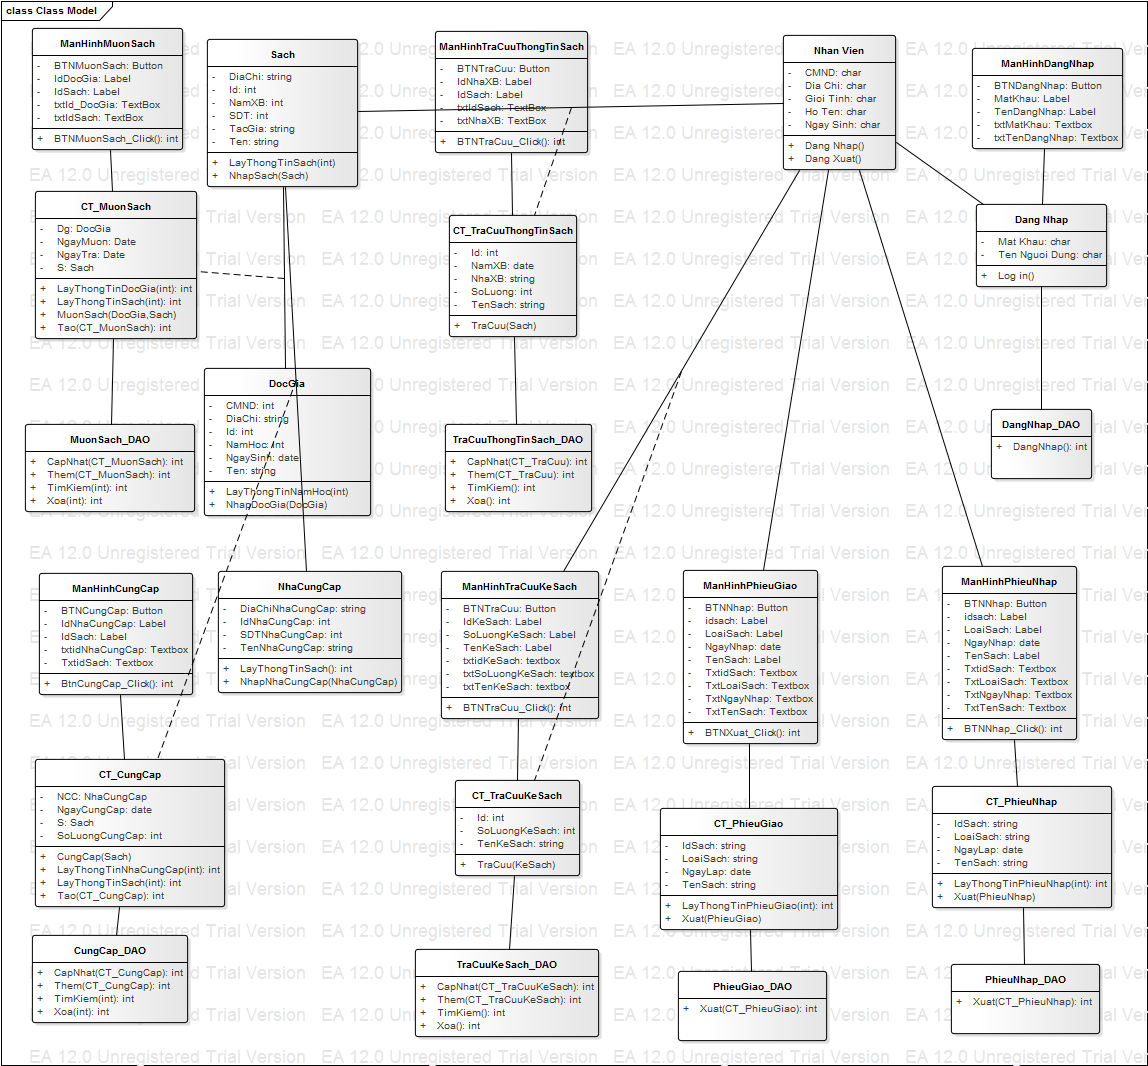 class Class Model
ManHinhMuonSach
- BTNMuonSach: Button
- IdDocGia: Label
- IdSach: Label
- txtId_DocGia: TextBox
- txtIdSach: TextBox
+ BTNMuonSach_Click(): int
Sach
- DiaChi: string
- Id: int
- NamXB: int
- SDT: int
- TacGia: string
- Ten: string
+ LayThongTinSach(int)
+ NhapSach(Sach)
ManHinhTraCuuThongTinSach
- BTNTraCuu: Button
- IdNhaXB: Label
- IdSach: Label
- txtIdSach: TextBox
- txtNhaXB: TextBox
+ BTNTraCuu_Click(): int
Nhan Vien
- CMND: char
- Dia Chi: char
- Gioi Tinh: char
- Ho Ten: char
- Ngay Sinh: char
+ Dang Nhap()
+ Dang Xuat()
ManHinhDangNhap
- BTNDangNhap: Button
- MatKhau: Label
- TenDangNhap: Label
- txtMatKhau: Textbox
- txtTenDangNhap: Textbox
CT_MuonSach
- Dg: DocGia
- NgayMuon: Date
- NgayTra: Date
- S: Sach
+ LayThongTinDocGia(int): int
+ LayThongTinSach(int): int
+ MuonSach(DocGia,Sach)
+ Tao(CT_MuonSach): int
CT_TraCuuThongTinSach
- Id: int
- NamXB: date
- NhaXB: string
- SoLuong: int
- TenSach: string
+ TraCuu(Sach)
Dang Nhap
- Mat Khau: char
- Ten Nguoi Dung: char
+ Log in()
DocGia
- CMND: int
- DiaChi: string
- Id: int
- NamHoc: int
- NgaySinh: date
- Ten: string
+ LayThongTinNamHoc(int)
+ NhapDocGia(DocGia)
MuonSach_DAO
+ CapNhat(CT_MuonSach): int
+ Them(CT_MuonSach): int
+ TimKiem(int): int
+ Xoa(int): int
TraCuuThongTinSach_DAO
+ CapNhat(CT_TraCuu): int
+ Them(CT_TraCuu): int
+ TimKiem(): int
+ Xoa(): int
DangNhap_DAO
+ DangNhap(): int
ManHinhCungCap
- BTNCungCap: Button
- IdNhaCungCap: Label
- IdSach: Label
- txtidNhaCungCap: Textbox
- TxtidSach: Textbox
+ BtnCungCap_Click(): int
NhaCungCap
- DiaChiNhaCungCap: string
- IdNhaCungCap: int
- SDTNhaCungCap: int
- TenNhaCungCap: string
+ LayThongTinSach(): int
+ NhapNhaCungCap(NhaCungCap)
ManHinhTraCuuKeSach
- BTNTraCuu: Button
- IdKeSach: Label
- SoLuongKeSach: Label
- TenKeSach: Label
- txtidKeSach: textbox
- txtSoLuongKeSach: textbox
- txtTenKeSach: textbox
+ BTNTraCuu_Click(): int
ManHinhPhieuGiao
- BTNNhap: Button
- idsach: Label
- LoaiSach: Label
- NgayNhap: date
- TenSach: Label
- TxtidSach: Textbox
- TxtLoaiSach: Textbox
- TxtNgayNhap: Textbox
- TxtTenSach: Textbox
+ BTNXuat_Click(): int
ManHinhPhieuNhap
- BTNNhap: Button
- idsach: Label
- LoaiSach: Label
- NgayNhap: date
- TenSach: Label
- TxtidSach: Textbox
- TxtLoaiSach: Textbox
- TxtNgayNhap: Textbox
- TxtTenSach: Textbox
+ BTNNhap_Click(): int
CT_CungCap
- NCC: NhaCungCap
- NgayCungCap: date
- S: Sach
- SoLuongCungCap: int
+ CungCap(Sach)
+ LayThongTinNhaCungCap(int): int
+ LayThongTinSach(int): int
+ Tao(CT_CungCap): int
CT_TraCuuKeSach
- Id: int
- SoLuongKeSach: int
- TenKeSach: string
+ TraCuu(KeSach)
CT_PhieuGiao
- IdSach: string
- LoaiSach: string
- NgayLap: date
- TenSach: string
+ LayThongTinPhieuGiao(int): int
+ Xuat(PhieuGiao)
CT_PhieuNhap
- IdSach: string
- LoaiSach: string
- NgayLap: date
- TenSach: string
+ LayThongTinPhieuNhap(int): int
+ Xuat(PhieuNhap)
CungCap_DAO
+ CapNhat(CT_CungCap): int
+ Them(CT_CungCap): int
+ TimKiem(int): int
+ Xoa(int): int
TraCuuKeSach_DAO
+ CapNhat(CT_TraCuuKeSach): int
+ Them(CT_TraCuuKeSach): int
+ TimKiem(): int
+ Xoa(): int
PhieuGiao_DAO
+ Xuat(CT_PhieuGiao): int
PhieuNhap_DAO
+ Xuat(CT_PhieuNhap): int
EA 12.0 Unregistered Trial Version